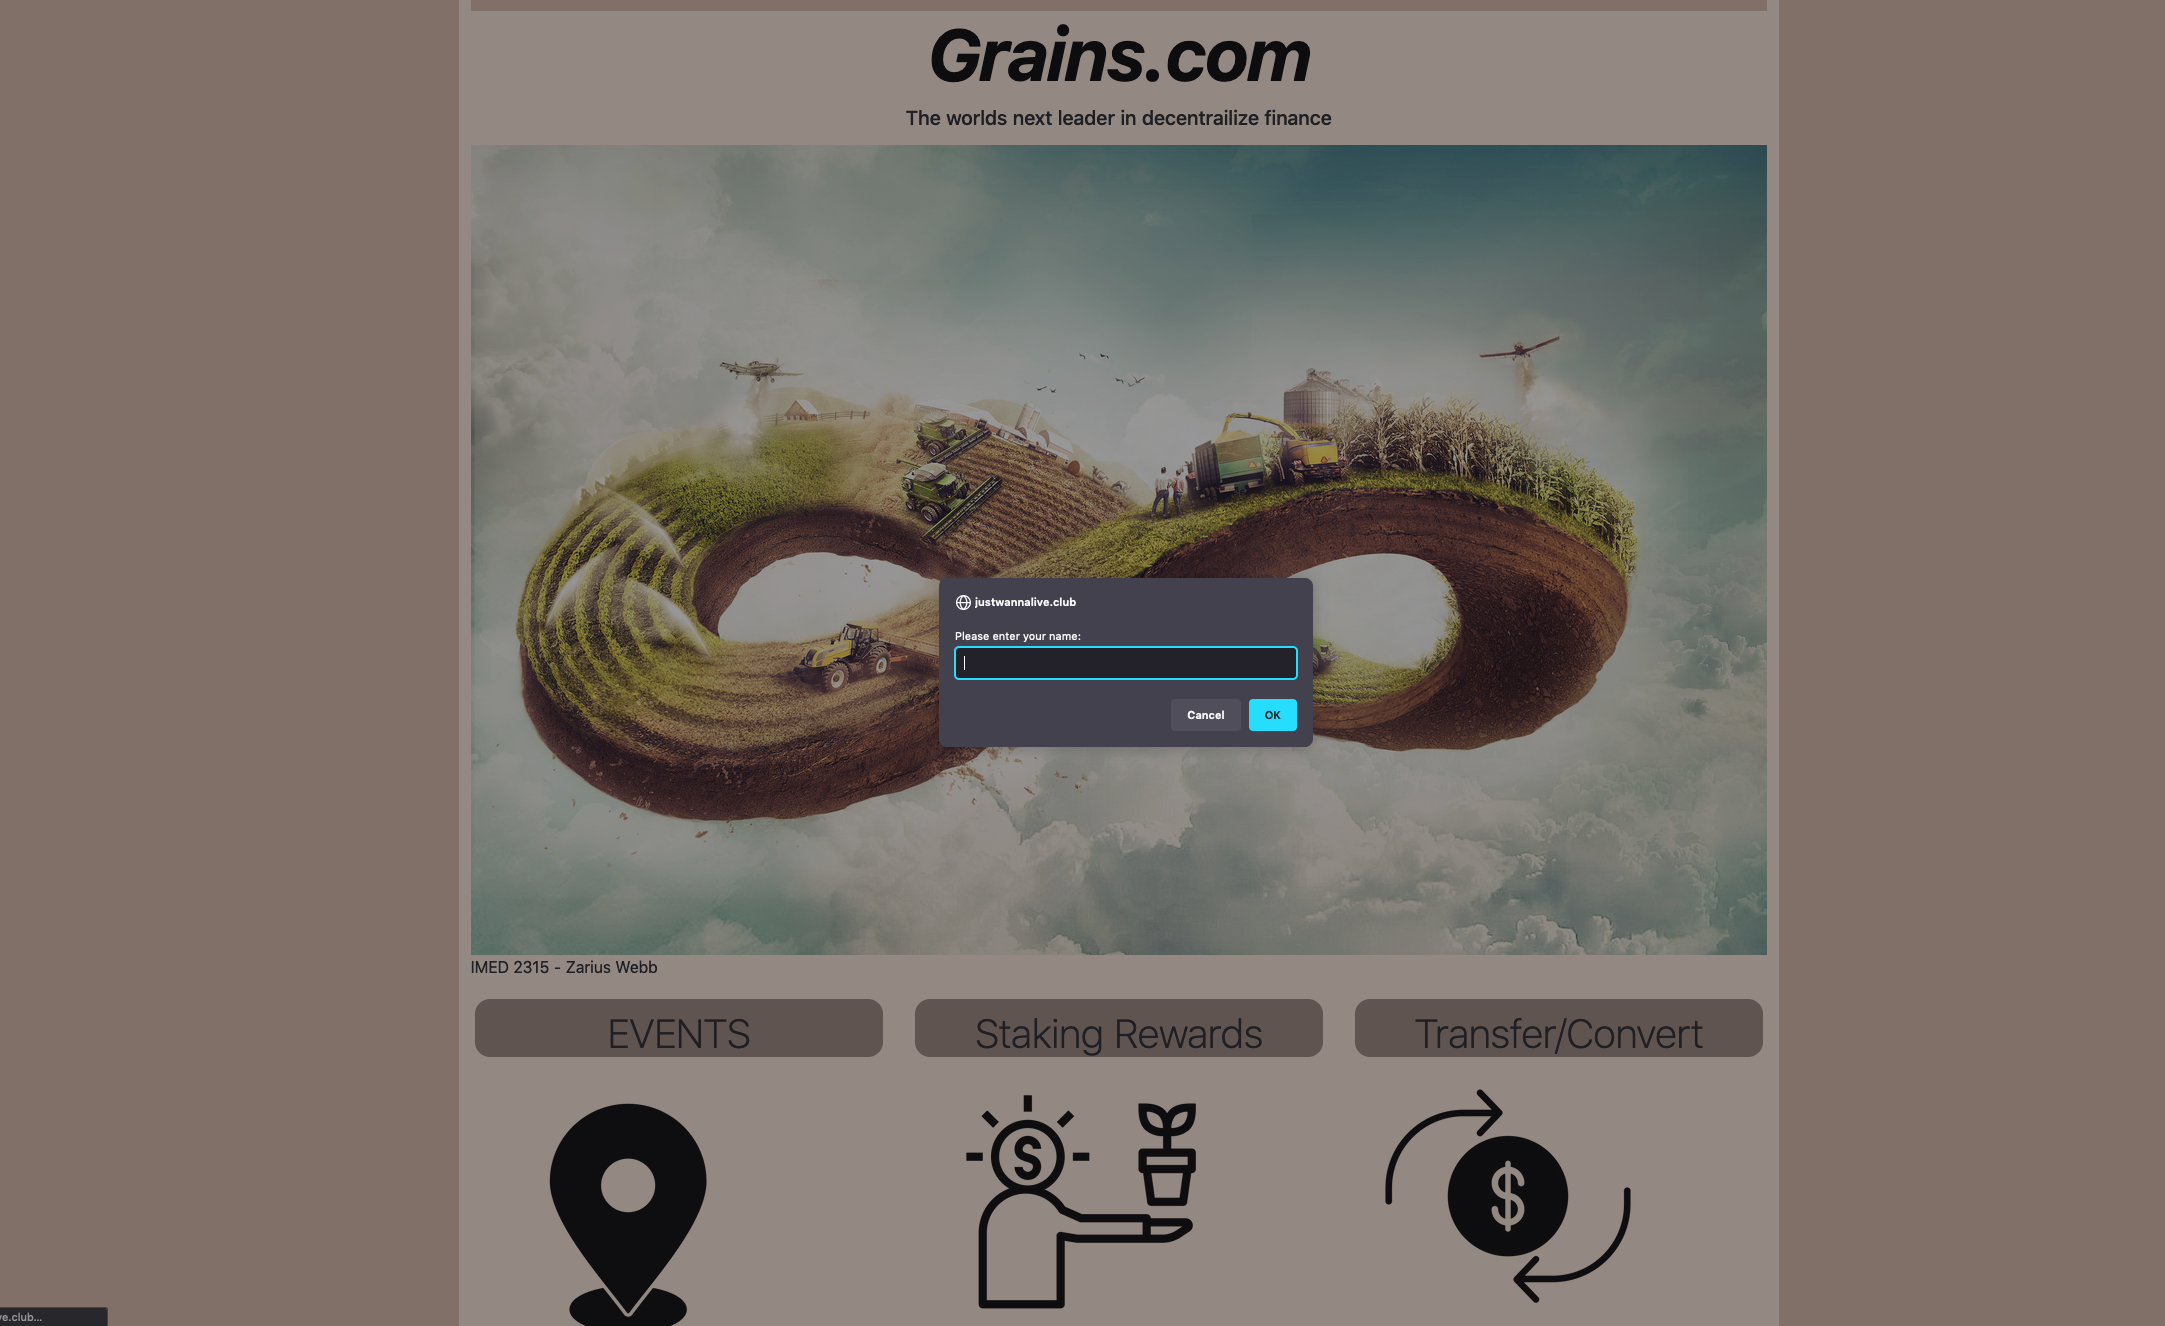 Grains.com
The worlds next leader in decentrailize finance
justwannalive.club
Please enter your name:
Cancel
OK
IMED 2315 - Zarius Webb
EVENTS
Staking Rewards
Transfer/Convert
ve.club...